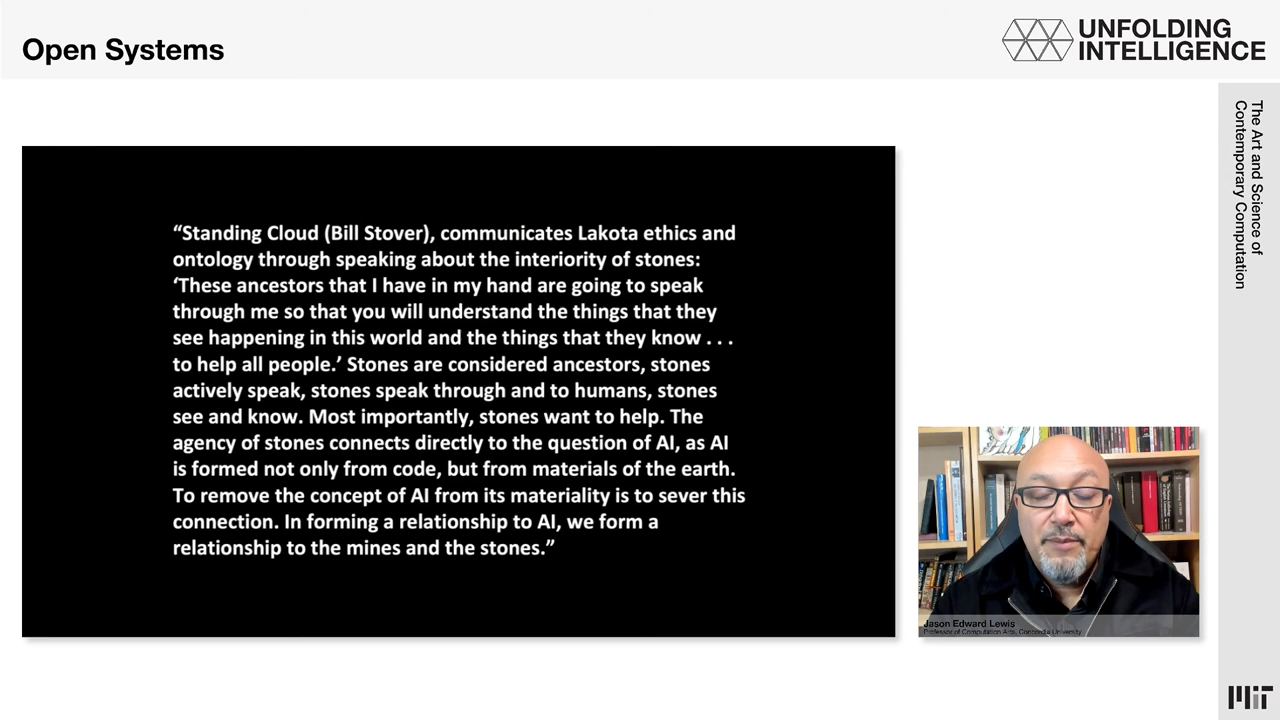 Open Systems
UNFOLDING
INTELLIGENCE
The Art and Science of
Contemporary Computation
“Standing Cloud (Bill Stover), communicates Lakota ethics and
ontology through speaking about the interiority of stones:
‘These ancestors that I have in my hand are going to speak
through me so that you will understand the things that they
see happening in this world and the things that they know . . .
to help all people.’ Stones are considered ancestors, stones
actively speak, stones speak through and to humans, stones
see and know. Most importantly, stones want to help. The
agency of stones connects directly to the question of AI, as AI
is formed not only from code, but from materials of the earth.
To remove the concept of AI from its materiality is to sever this
connection. In forming a relationship to AI, we form a
relationship to the mines and the stones.”
Jason Edward Lewis
Professor of Computation Arts, Concordia University
MIT